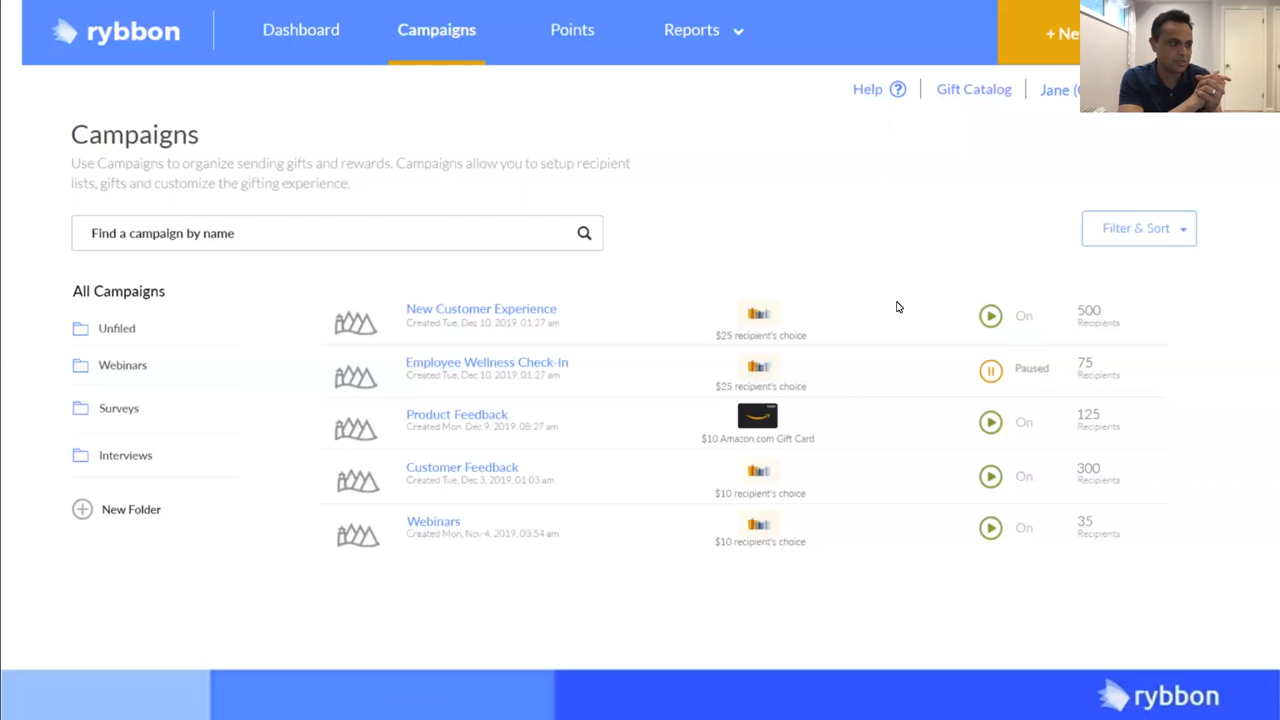 rybbon
Dashboard
Campaigns
Points
Reports
+ Ne
Help ?
Gift Catalog
Jane (
Campaigns
Use Campaigns to organize sending gifts and rewards. Campaigns allow you to setup recipient
lists, gifts and customize the gifting experience.
Find a campaign by name
Filter & Sort
All Campaigns
Unfiled
Webinars
Surveys
Interviews
New Folder
New Customer Experience
Created Tue, Dec 10, 2019, 01:27 am
$25 recipient's choice
On
500
Recipients
Employee Wellness Check-In
Created Tue, Dec 10, 2019, 01:27 am
$25 recipient's choice
Paused
75
Recipients
Product Feedback
Created Mon, Dec 9, 2019, 08:27 am
$10 Amazon.com Gift Card
On
125
Recipients
Customer Feedback
Created Tue, Dec 3, 2019, 01:03 am
$10 recipient's choice
On
300
Recipients
Webinars
Created Mon, Nov 4, 2019, 03:54 am
$10 recipient's choice
On
35
Recipients
rybbon